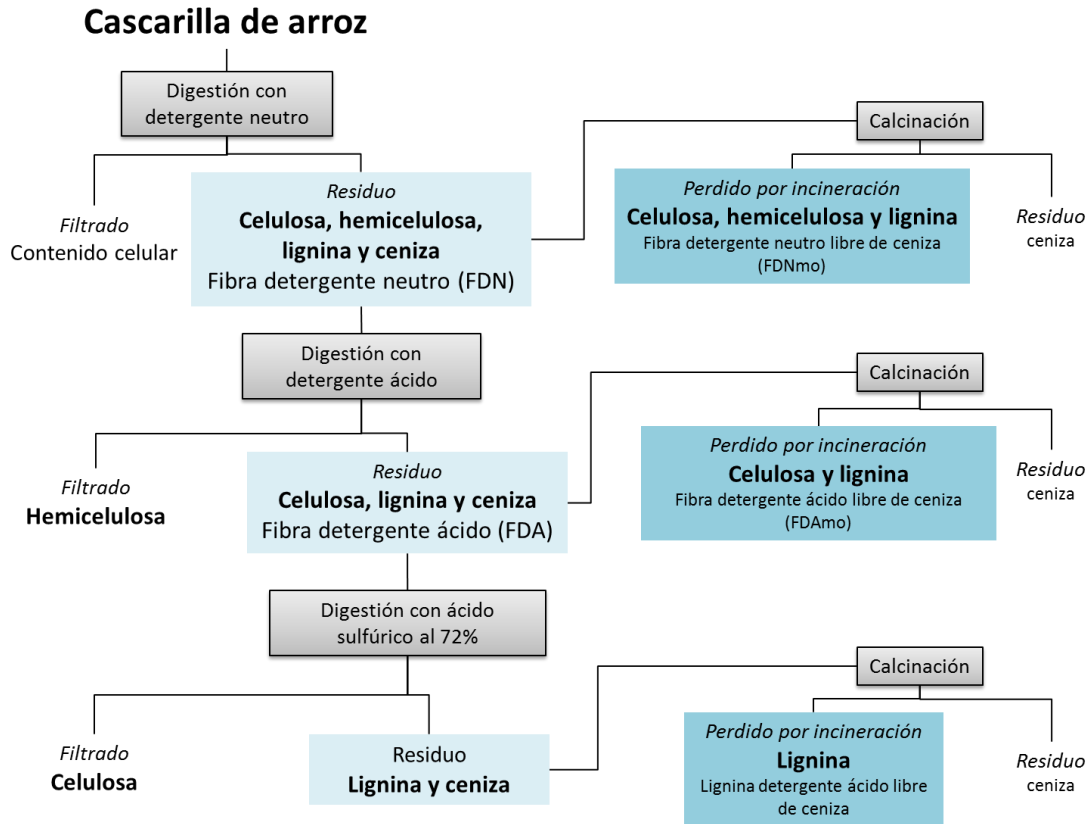 Cascarilla de arroz
Digestión con
detergente neutro
Calcinación
Filtrado
Contenido celular
Residuo
Celulosa, hemicelulosa,
lignina y ceniza
Fibra detergente neutro (FDN)
Perdido por incineración
Celulosa, hemicelulosa y lignina
Fibra detergente neutro libre de ceniza
(FDNmo)
Residuo
ceniza
Digestión con
detergente ácido
Calcinación
Filtrado
Hemicelulosa
Residuo
Celulosa, lignina y ceniza
Fibra detergente ácido (FDA)
Perdido por incineración
Celulosa y lignina
Fibra detergente ácido libre de ceniza
(FDAmo)
Residuo
ceniza
Digestión con ácido
sulfúrico al 72%
Calcinación
Filtrado
Celulosa
Residuo
Lignina y ceniza
Perdido por incineración
Lignina
Lignina detergente ácido libre
de ceniza
Residuo
ceniza